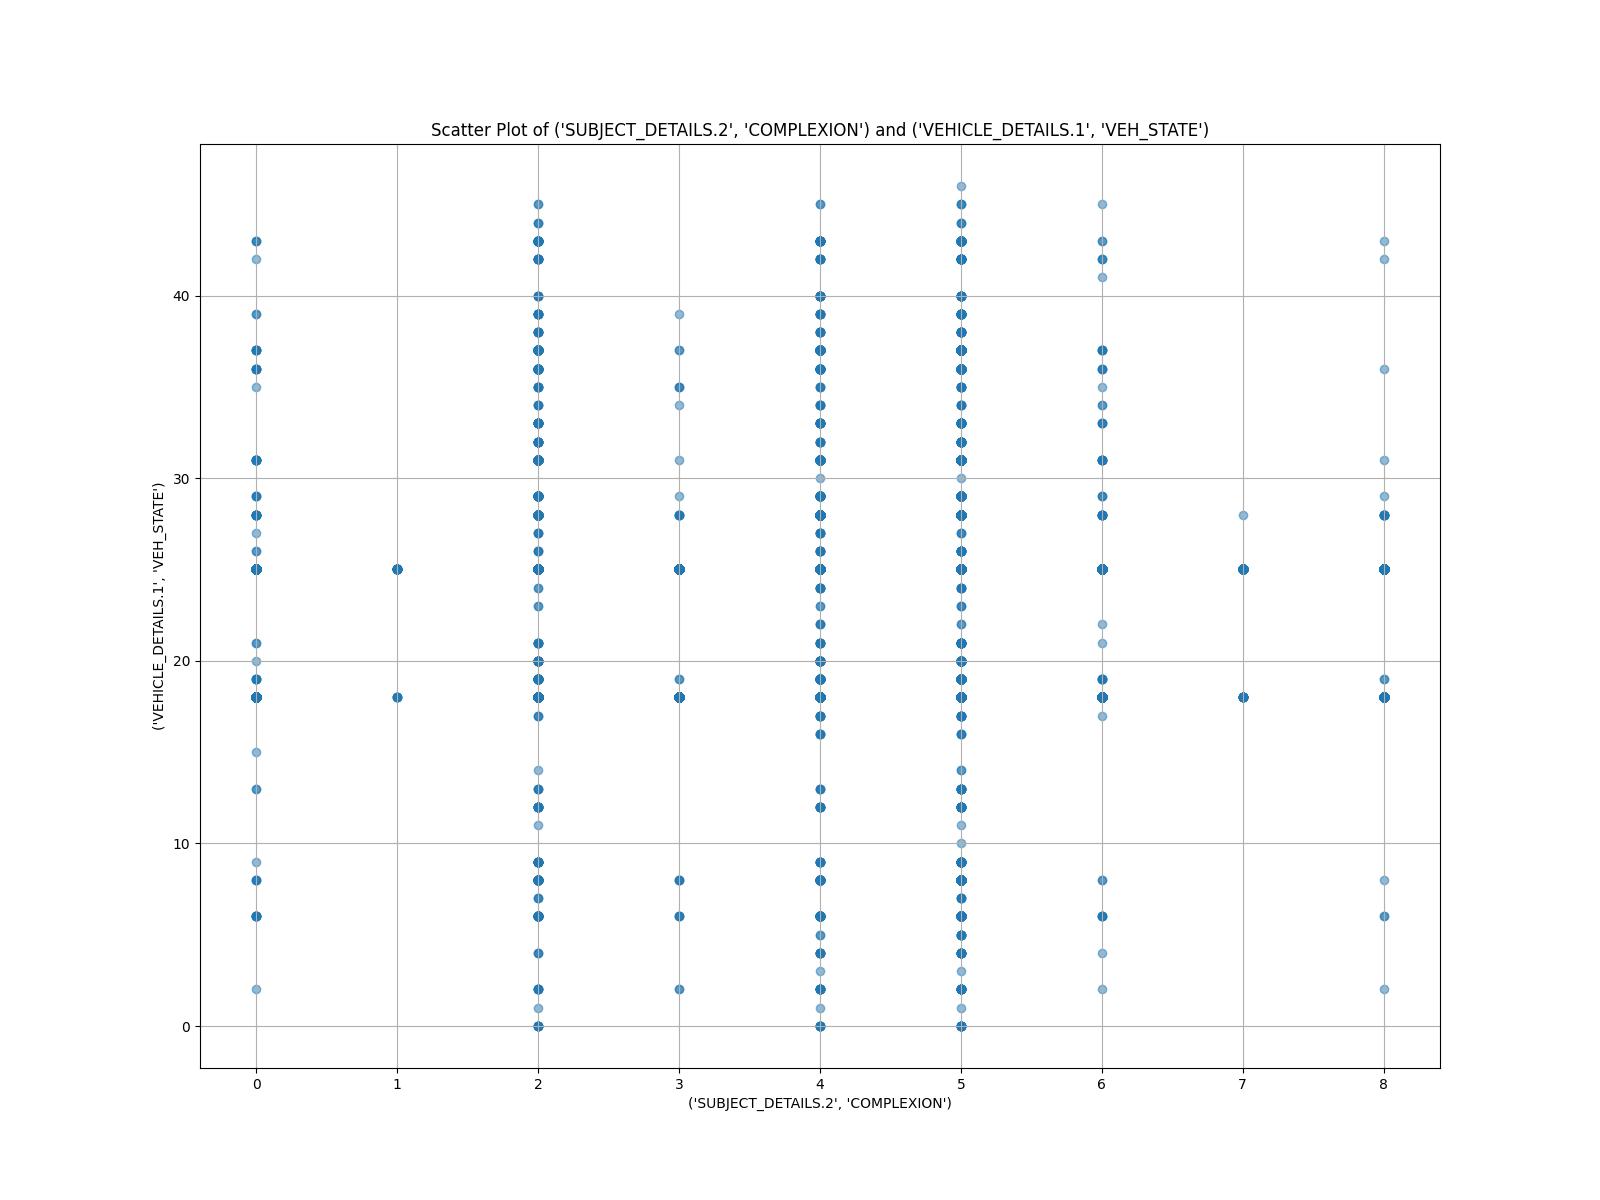 Scatter Plot of ('SUBJECT_DETAILS.2', 'COMPLEXION') and ('VEHICLE_DETAILS.1', 'VEH_STATE')
('VEHICLE_DETAILS.1', 'VEH_STATE')
40
30
20
10
0
0 1 2 3 4 5 6 7 8
('SUBJECT_DETAILS.2', 'COMPLEXION')